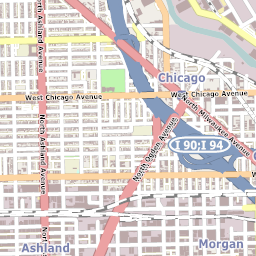 North Ashland Avenue
Chicago
West Chicago Avenue
West Chicago Avenue
North Milwaukee Avenue
North Ashland Avenue
North Ogden Avenue
I 90;I 94
Ashland
Morgan